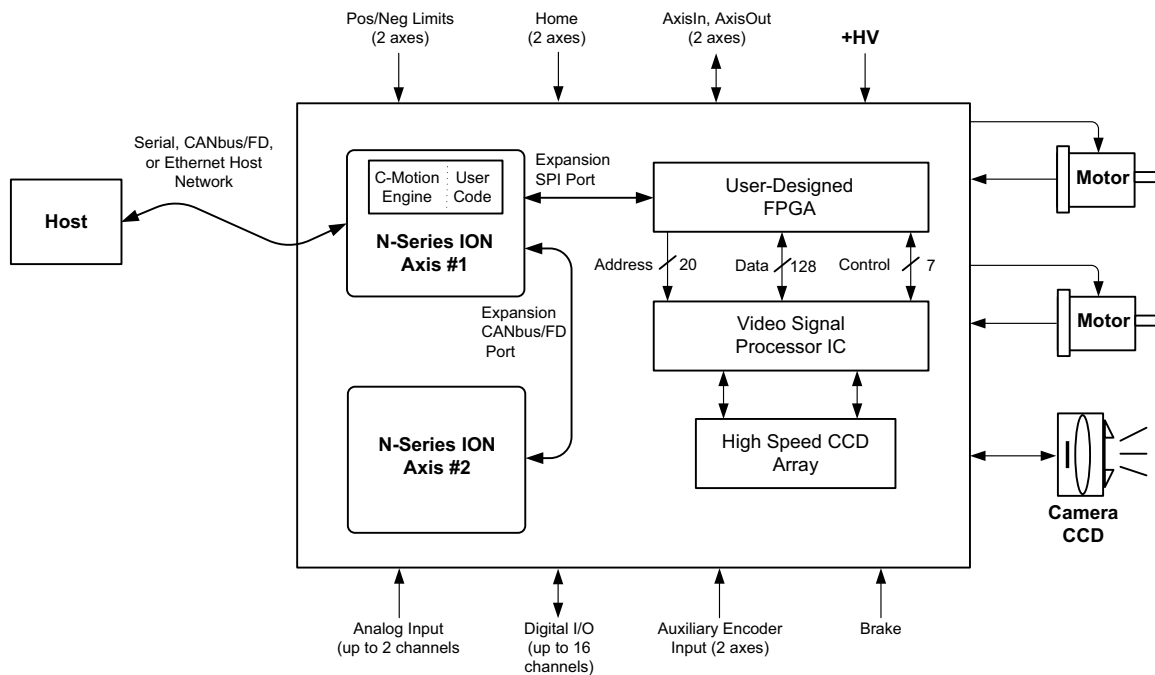 Pos/Neg Limits
(2 axes)
Home
(2 axes)
AxisIn, AxisOut
(2 axes)
+HV
Serial, CANbus/FD,
or Ethernet Host
Network
Host
C-Motion
Engine
User
Code
N-Series ION
Axis #1
Expansion
SPI Port
User-Designed
FPGA
Motor
Address
20
Data
128
Control
7
Expansion
CANbus/FD
Port
Video Signal
Processor IC
Motor
N-Series ION
Axis #2
High Speed CCD
Array
Camera
CCD
Analog Input
(up to 2 channels
Digital I/O
(up to 16
channels)
Auxiliary Encoder
Input (2 axes)
Brake